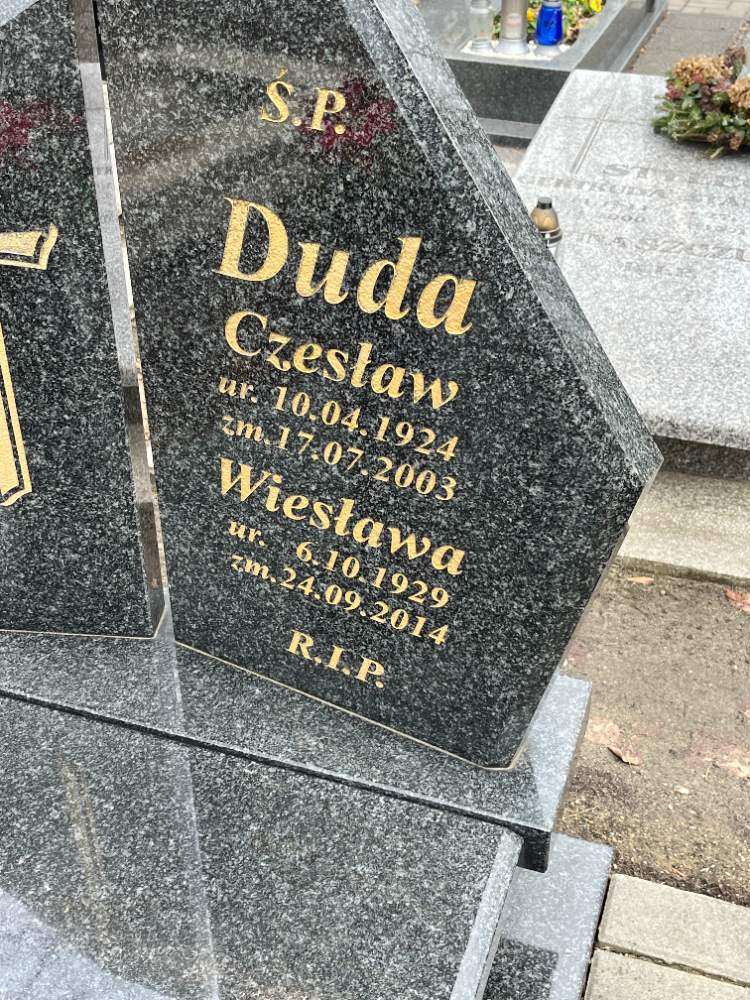 Ś.P.
Duda
Czesław
ur. 10.04.1924
zm.17.07.2003
Wiesława
ur. 6.10.1929
zm.24.09.2014
R.I.P.